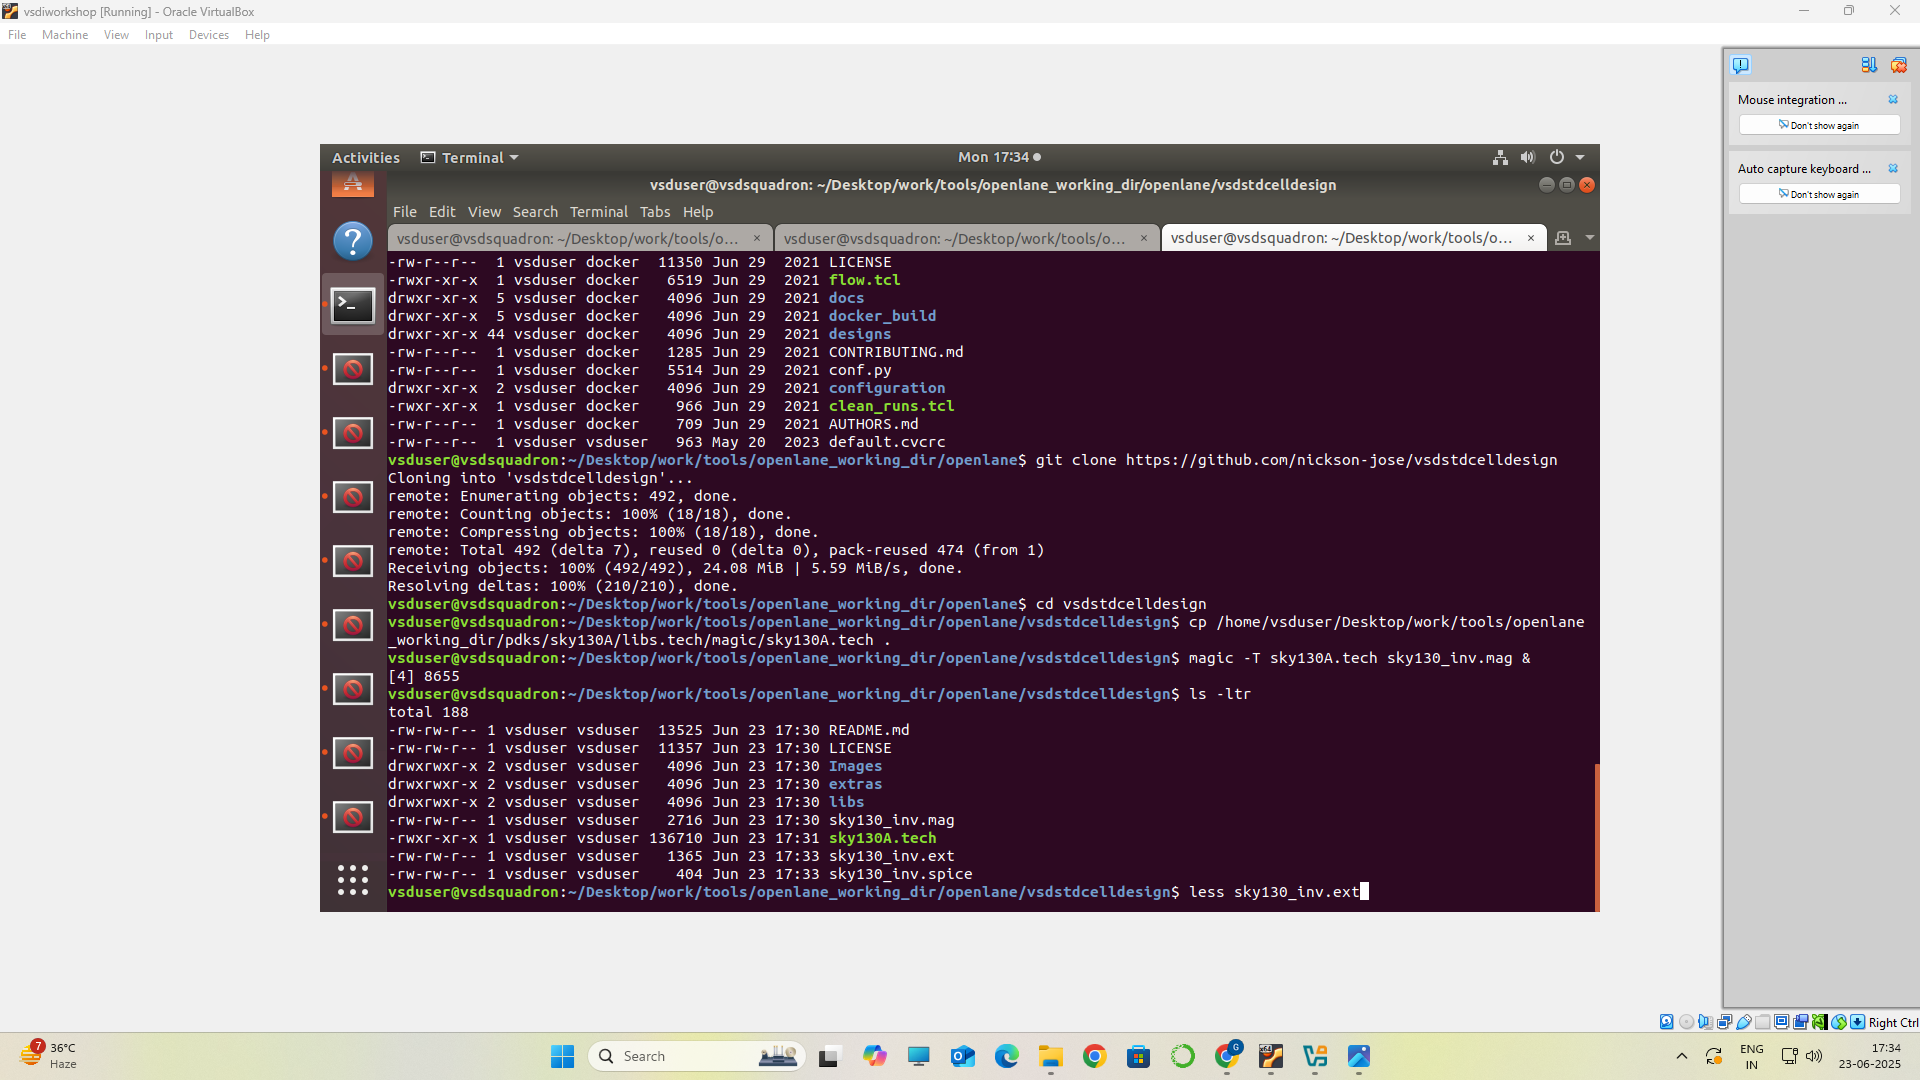 vsdiworkshop [Running] - Oracle VirtualBox
File Machine View Input Devices Help
Mouse integration ...
Don't show again
Auto capture keyboard ...
Don't show again
Activities Terminal Mon 17:34
vsduser@vsdsquadron: ~/Desktop/work/tools/openlane_working_dir/openlane/vsdstdcelldesign
File Edit View Search Terminal Tabs Help
vsduser@vsdsquadron: ~/Desktop/work/tools/o... × vsduser@vsdsquadron: ~/Desktop/work/tools/o... × vsduser@vsdsquadron: ~/Desktop/work/tools/o... ×
-rw-r--r--  1 vsduser docker  11350 Jun 29  2021 LICENSE
-rwxr-xr-x  1 vsduser docker   6519 Jun 29  2021 flow.tcl
drwxr-xr-x  5 vsduser docker   4096 Jun 29  2021 docs
drwxr-xr-x  5 vsduser docker   4096 Jun 29  2021 docker_build
drwxr-xr-x 44 vsduser docker   4096 Jun 29  2021 designs
-rw-r--r--  1 vsduser docker   1285 Jun 29  2021 CONTRIBUTING.md
-rwxr-xr-x  1 vsduser docker   5514 Jun 29  2021 conf.py
drwxr-xr-x  2 vsduser docker   4096 Jun 29  2021 configuration
-rwxr-xr-x  1 vsduser docker    966 Jun 29  2021 clean_runs.tcl
-rw-r--r--  1 vsduser docker    709 Jun 29  2021 AUTHORS.md
-rw-r--r--  1 vsduser vsduser   963 May 20  2023 default.cvcrc
vsduser@vsdsquadron:~/Desktop/work/tools/openlane_working_dir/openlane$ git clone https://github.com/nickson-jose/vsdstdcelldesign
Cloning into 'vsdstdcelldesign'...
remote: Enumerating objects: 492, done.
remote: Counting objects: 100% (18/18), done.
remote: Compressing objects: 100% (18/18), done.
remote: Total 492 (delta 7), reused 0 (delta 0), pack-reused 474 (from 1)
Receiving objects: 100% (492/492), 24.08 MiB | 5.59 MiB/s, done.
Resolving deltas: 100% (210/210), done.
vsduser@vsdsquadron:~/Desktop/work/tools/openlane_working_dir/openlane$ cd vsdstdcelldesign
vsduser@vsdsquadron:~/Desktop/work/tools/openlane_working_dir/openlane/vsdstdcelldesign$ cp /home/vsduser/Desktop/work/tools/openlane
_working_dir/pdks/sky130A/libs.tech/magic/sky130A.tech .
vsduser@vsdsquadron:~/Desktop/work/tools/openlane_working_dir/openlane/vsdstdcelldesign$ magic -T sky130A.tech sky130_inv.mag &
[4] 8655
vsduser@vsdsquadron:~/Desktop/work/tools/openlane_working_dir/openlane/vsdstdcelldesign$ ls -ltr
total 188
-rw-rw-r-- 1 vsduser vsduser  13525 Jun 23 17:30 README.md
-rw-rw-r-- 1 vsduser vsduser  11357 Jun 23 17:30 LICENSE
drwxrwxr-x 2 vsduser vsduser   4096 Jun 23 17:30 Images
drwxrwxr-x 2 vsduser vsduser   4096 Jun 23 17:30 extras
drwxrwxr-x 2 vsduser vsduser   4096 Jun 23 17:30 libs
-rw-rw-r-- 1 vsduser vsduser   2716 Jun 23 17:30 sky130_inv.mag
-rwxr-xr-x 1 vsduser vsduser 136710 Jun 23 17:31 sky130A.tech
-rw-rw-r-- 1 vsduser vsduser   1365 Jun 23 17:33 sky130_inv.ext
-rw-rw-r-- 1 vsduser vsduser    404 Jun 23 17:33 sky130_inv.spice
vsduser@vsdsquadron:~/Desktop/work/tools/openlane_working_dir/openlane/vsdstdcelldesign$ less sky130_inv.ext
Right Ctrl
7
36°C
Haze
Search
G
ENG
IN
17:34
23-06-2025